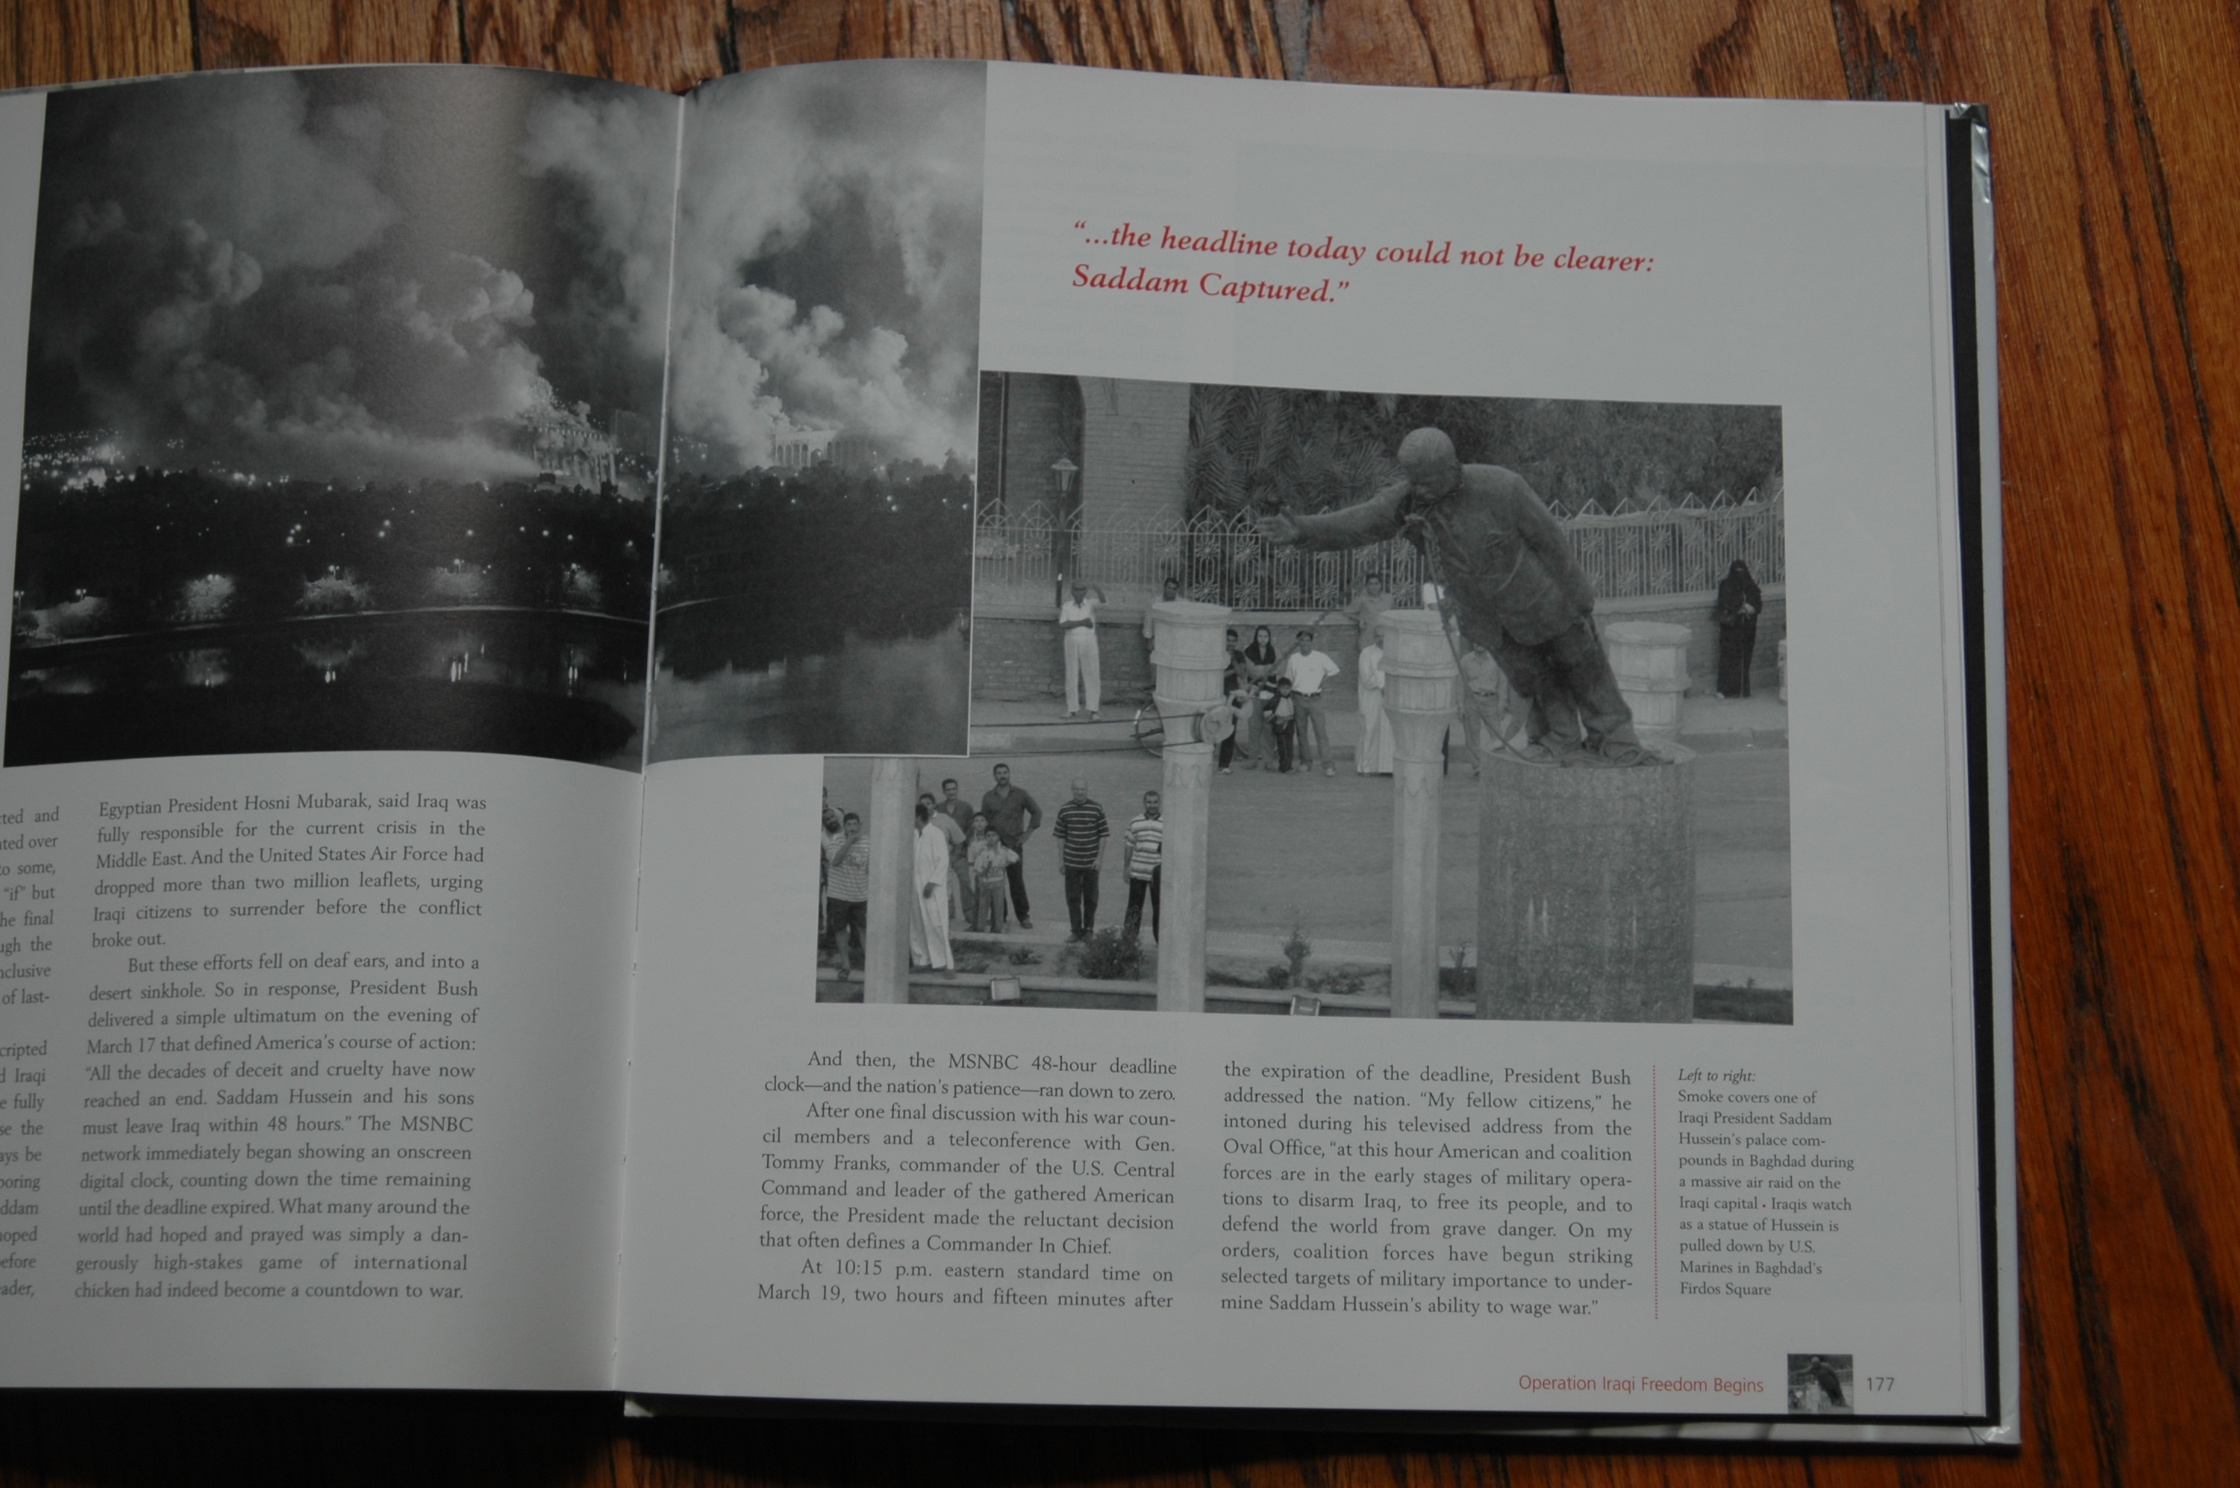 ted and
ted over
to some,
"if" but
he final
ugh the
nclusive
of last-
cripted
d Iraqi
e fully
se the
ays be
poring
ddam
hoped
efore
ader,
Egyptian President Hosni Mubarak, said Iraq was
fully responsible for the current crisis in the
Middle East. And the United States Air Force had
dropped more than two million leaflets, urging
Iraqi citizens to surrender before the conflict
broke out.
But these efforts fell on deaf ears, and into a
desert sinkhole. So in response, President Bush
delivered a simple ultimatum on the evening of
March 17 that defined America's course of action:
"All the decades of deceit and cruelty have now
reached an end. Saddam Hussein and his sons
must leave Iraq within 48 hours." The MSNBC
network immediately began showing an onscreen
digital clock, counting down the time remaining
until the deadline expired. What many around the
world had hoped and prayed was simply a dan-
gerously high-stakes game of international
chicken had indeed become a countdown to war.
"...the headline today could not be clearer:
Saddam Captured."
And then, the MSNBC 48-hour deadline
clock—and the nation's patience—ran down to zero.
After one final discussion with his war coun-
cil members and a teleconference with Gen.
Tommy Franks, commander of the U.S. Central
Command and leader of the gathered American
force, the President made the reluctant decision
that often defines a Commander In Chief.
At 10:15 p.m. eastern standard time on
March 19, two hours and fifteen minutes after
the expiration of the deadline, President Bush
addressed the nation. "My fellow citizens," he
intoned during his televised address from the
Oval Office, "at this hour American and coalition
forces are in the early stages of military opera-
tions to disarm Iraq, to free its people, and to
defend the world from grave danger. On my
orders, coalition forces have begun striking
selected targets of military importance to under-
mine Saddam Hussein's ability to wage war."
Left to right:
Smoke covers one of
Iraqi President Saddam
Hussein's palace com-
pounds in Baghdad during
a massive air raid on the
Iraqi capital • Iraqis watch
as a statue of Hussein is
pulled down by U.S.
Marines in Baghdad's
Firdos Square
Operation Iraqi Freedom Begins
177